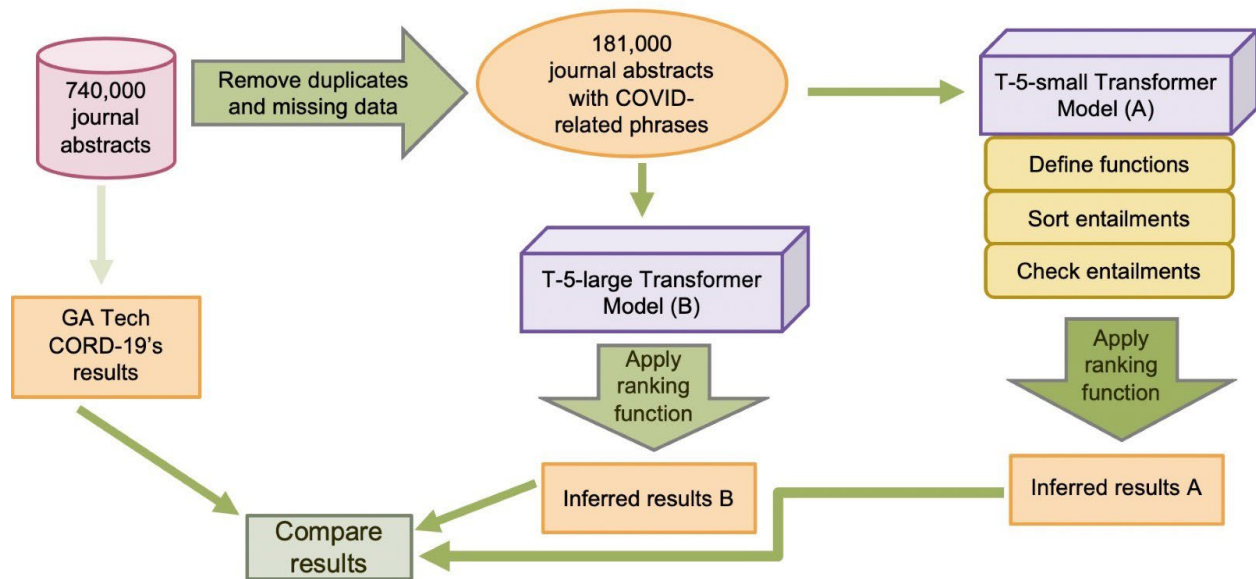 740,000
journal
abstracts
Remove duplicates
and missing data
181,000
journal abstracts
with COVID-
related phrases
T-5-small Transformer
Model (A)
Define functions
Sort entailments
Check entailments
T-5-large Transformer
Model (B)
GA Tech
CORD-19’s
results
Apply
ranking
function
Apply
ranking
function
Inferred results B
Inferred results A
Compare
results